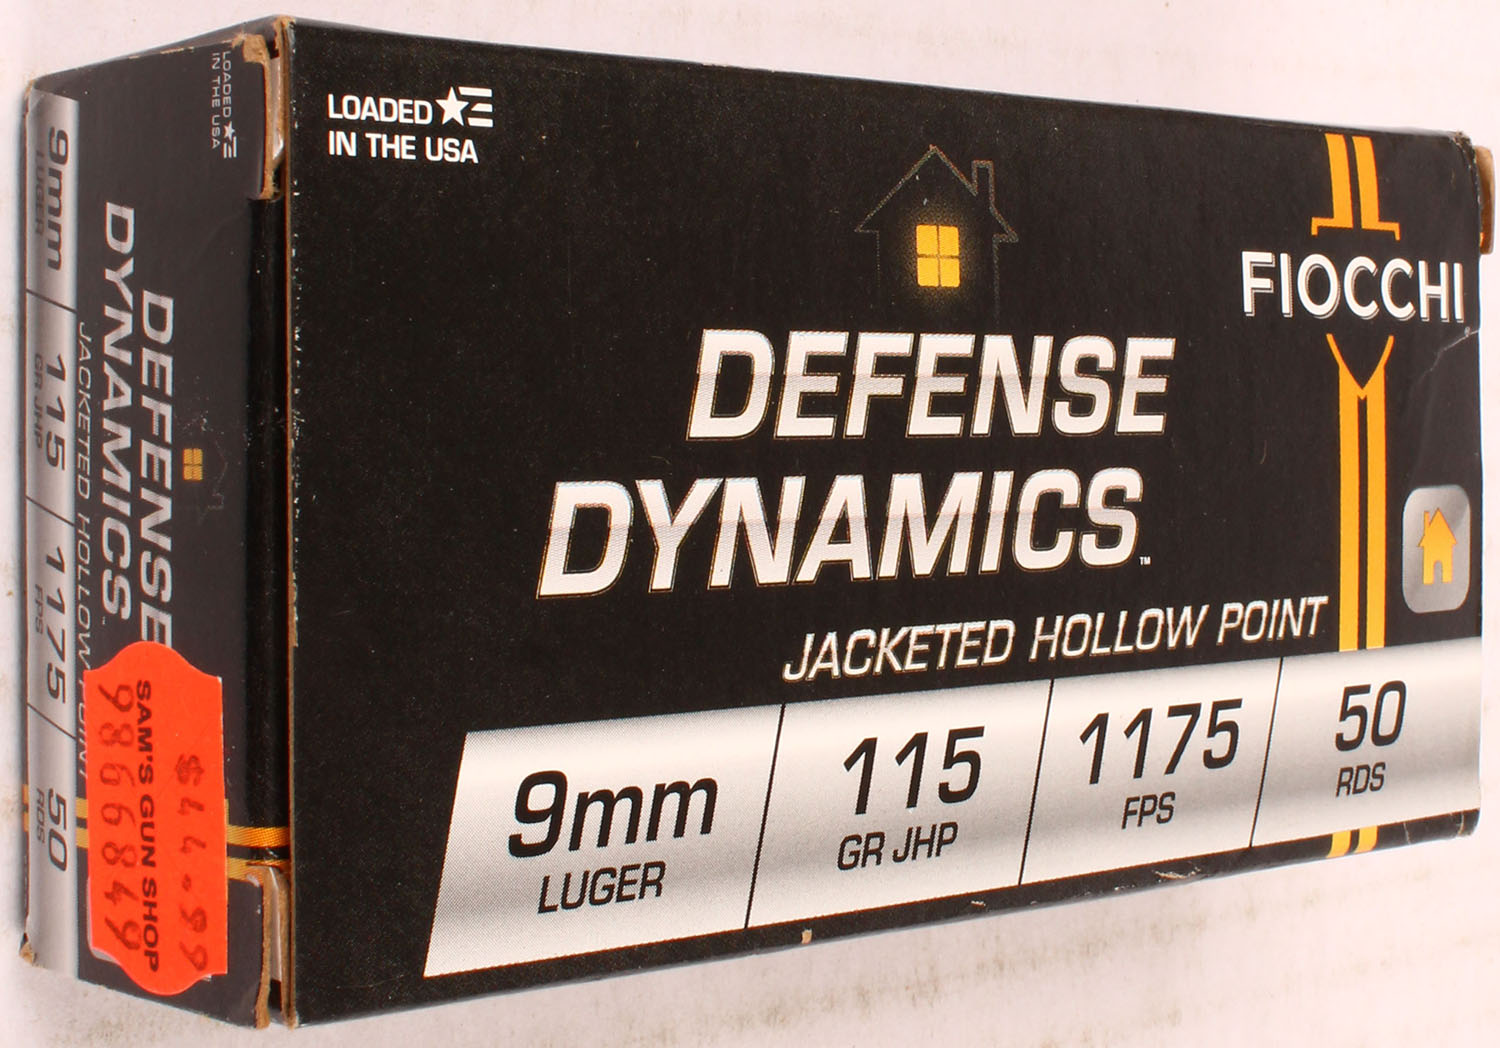 LOADED
IN THE USA
FIOCCHI
DEFENSE
DYNAMICS™
JACKETED HOLLOW POINT
9mm
LUGER
115
GR JHP
1175
FPS
50
RDS
LOADED
IN THE USA
DEFENSE
DYNAMICS
JACKETED HOLLOW POINT
9mm
LUGER
115
GR JHP
1175
FPS
50
RDS
$44.99
SAM'S GUN SHOP
9866849